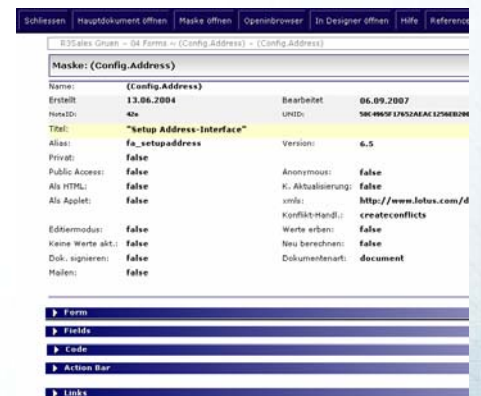 Schliessen Hauptdokument öffnen Maske öffnen Openinbrowser In Designer öffnen Hilfe Reference
R3Sales Gruen - 04 Forms ~ (Config.Address) - (Config.Address)
Maske: (Config.Address)
Name: (Config.Address)
Erstellt 13.06.2004 Bearbeitet 06.09.2007
NoteID: 42a UNID:
Titel: "Setup Address-Interface"
Alias: fa_setupaddress Version: 6.5
Privat: false
Public Access: false Anonymous: false
Als HTML: false K. Aktualisierung: false
Als Applet: false xmls: http://www.lotus.com/d
Konflikt-Handl.: createconflicts
Editiermodus: false Werte erben: false
Keine Werte akt.: false Neu berechnen: false
Dok. signieren: false Dokumentenart: document
Mailen: false
Form
Fields
Code
Action Bar
Links